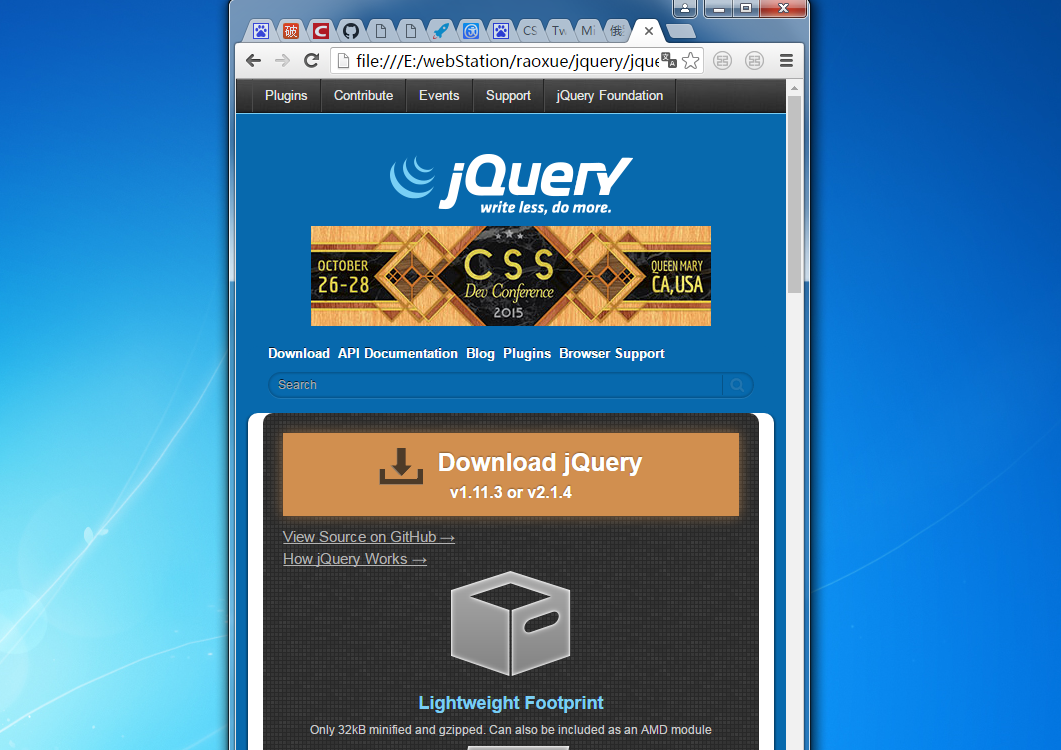 破
CS
Tw
Mi
俄
file:///E:/webStation/raoxue/jquery/jque
Plugins Contribute Events Support jQuery Foundation
jQuery
write less, do more.
OCTOBER
26-28
CSS
Dev Conference
2015
QUEEN MARY
CA, USA
Download API Documentation Blog Plugins Browser Support
Search
Download jQuery
v1.11.3 or v2.1.4
View Source on GitHub →
How jQuery Works →
Lightweight Footprint
Only 32kB minified and gzipped. Can also be included as an AMD module